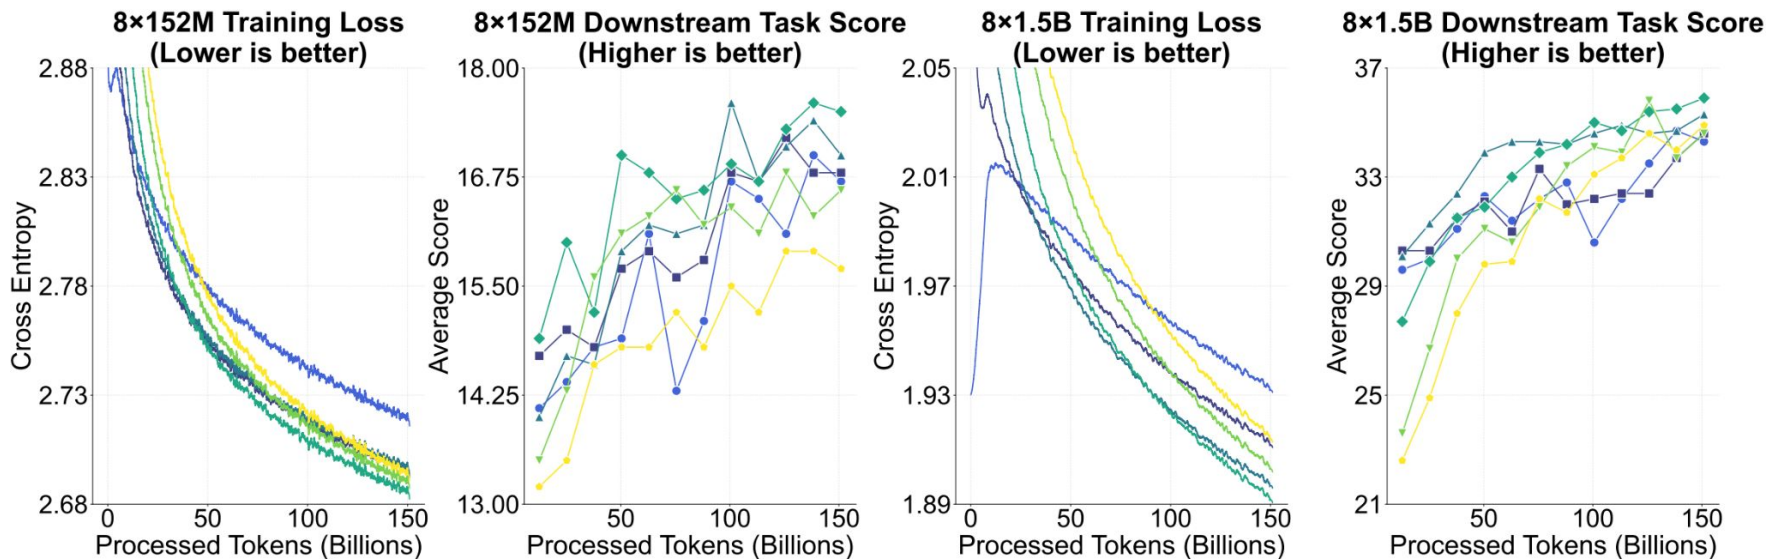 8×152M Training Loss
(Lower is better)
2.88
2.83
2.78
2.73
2.68
Cross Entropy
0
50
100
150
Processed Tokens (Billions)
8×152M Downstream Task Score
(Higher is better)
18.00
16.75
15.50
14.25
13.00
Average Score
50
100
150
Processed Tokens (Billions)
8×1.5B Training Loss
(Lower is better)
2.05
2.01
1.97
1.93
1.89
Cross Entropy
0
50
100
150
Processed Tokens (Billions)
8×1.5B Downstream Task Score
(Higher is better)
37
33
29
25
21
Average Score
50
100
150
Processed Tokens (Billions)